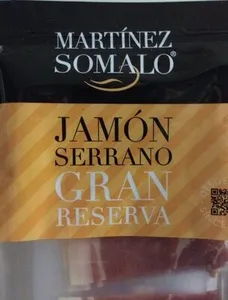 MARTÍNEZ
SOMALO®
JAMÓN
SERRANO
GRAN
RESERVA